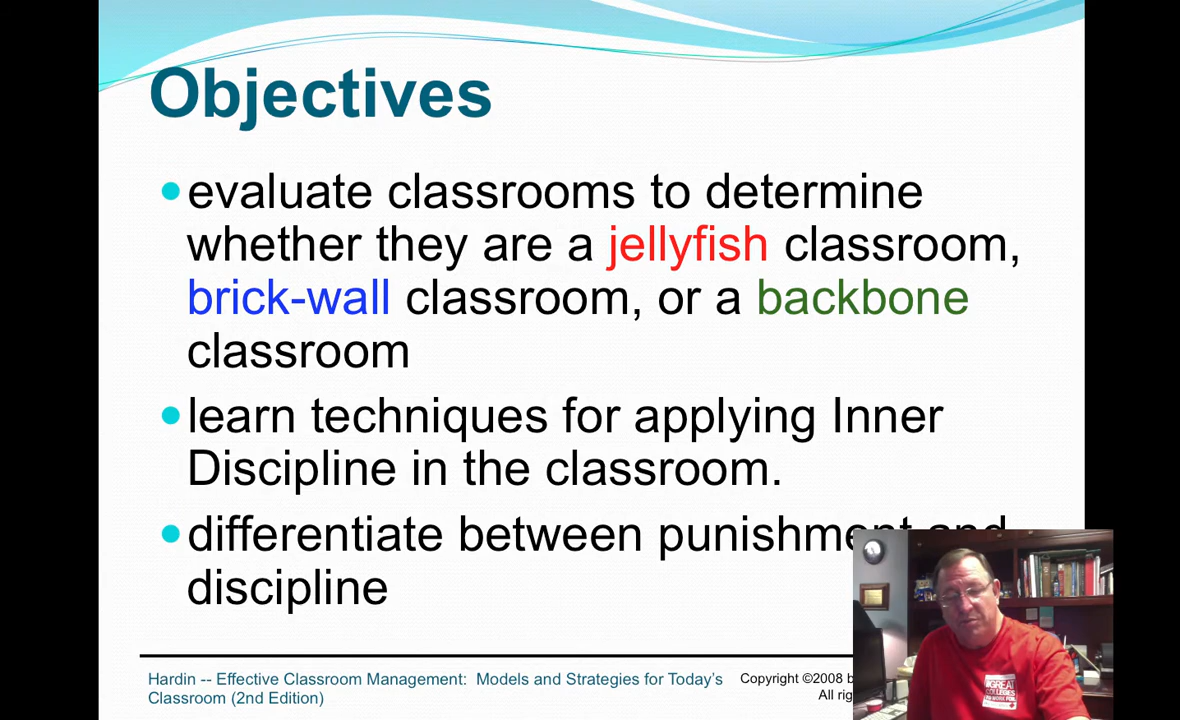 Objectives
evaluate classrooms to determine
whether they are a jellyfish classroom,
brick-wall classroom, or a backbone
classroom
learn techniques for applying Inner
Discipline in the classroom.
differentiate between punishment and
discipline
Hardin -- Effective Classroom Management: Models and Strategies for Today's
Classroom (2nd Edition)
Copyright ©2008 b
All rig
GREAT
COLLEGES